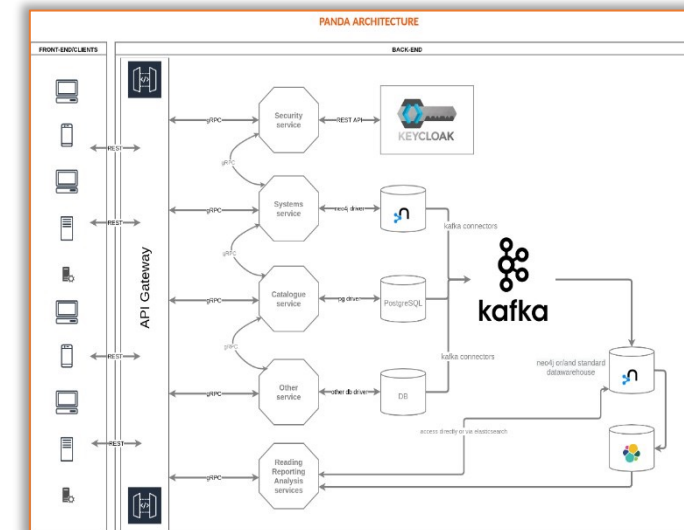 PANDA ARCHITECTURE
FRONT-END/CLIENTS
BACK-END
REST
REST
REST
REST
API Gateway
gRPC
gRPC
gRPC
gRPC
gRPC
gRPC
gRPC
gRPC
Security
service
REST API
KEYCLOAK
Systems
service
neo4j driver
kafka connectors
Catalogue
service
pg driver
PostgreSQL
kafka
kafka connectors
Other
service
other db driver
DB
neo4j or/and standard
datawarehouse
access directly or via elasticsearch
Reading
Reporting
Analysis
services